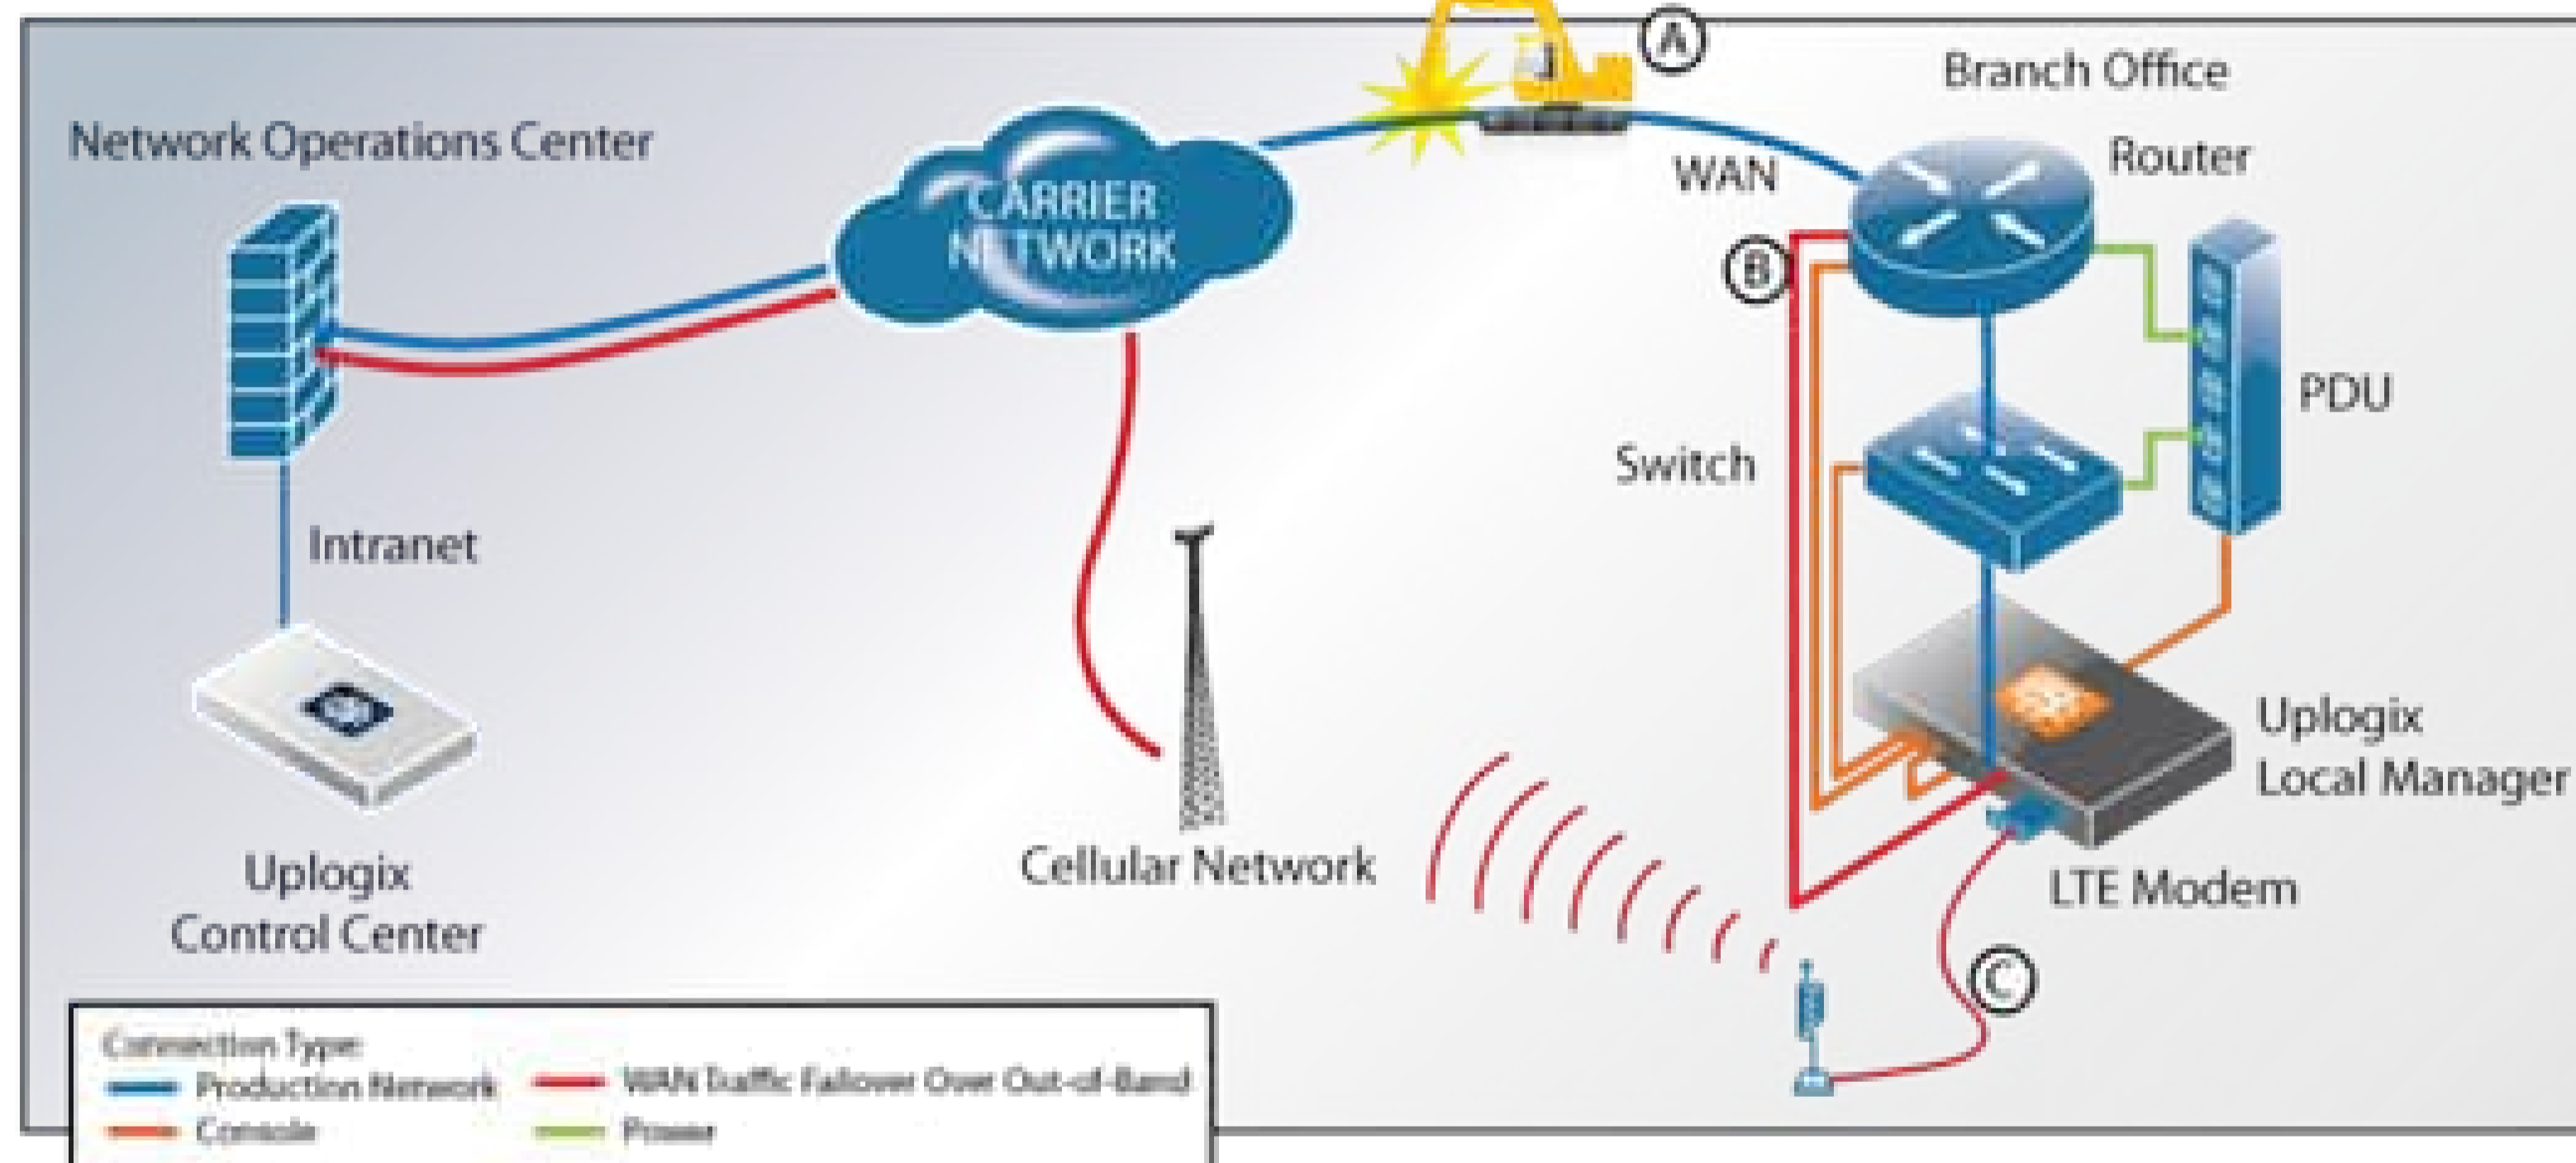 A
Branch Office
Network Operations Center
Router
WAN
CARRIER
NETWORK
B
PDU
Switch
Intranet
Uplogix
Local Manager
Cellular Network
LTE Modem
Uplogix
Control Center
C
Connection Type:
Production Network
WAN Traffic Failover Over Out-of-Band
Console
Power